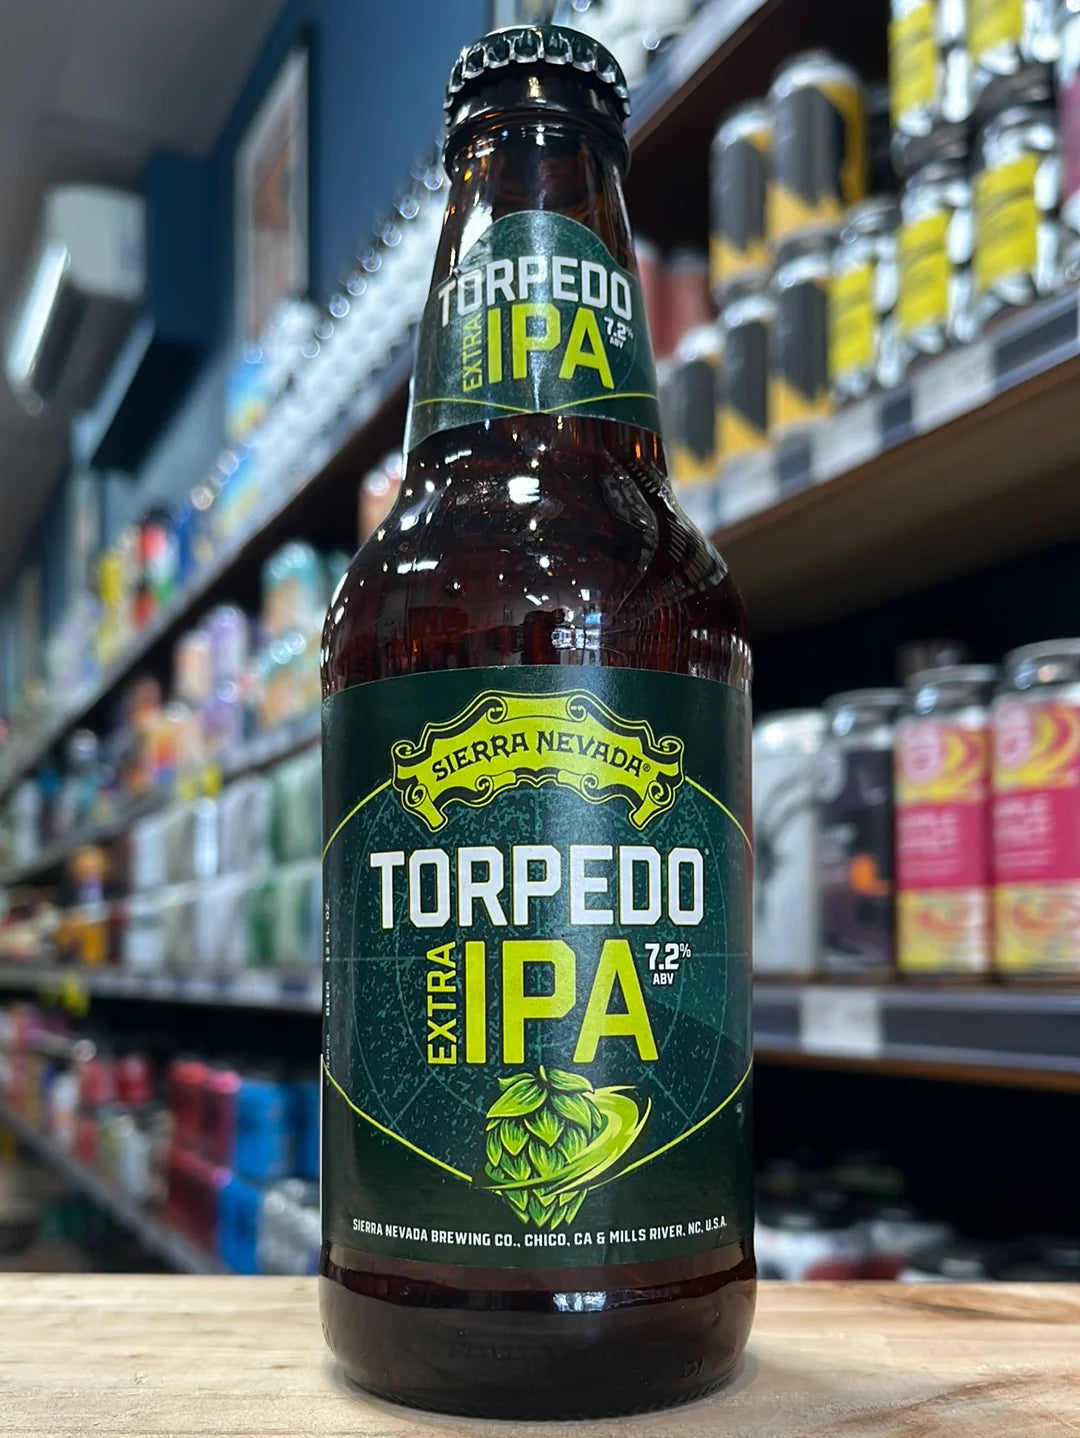 TORPEDO
EXTRA IPA 7.2%
ABV
SIERRA NEVADA®
TORPEDO
EXTRA IPA 7.2%
ABV
SIERRA NEVADA BREWING CO., CHICO, CA & MILLS RIVER, NC, U.S.A.